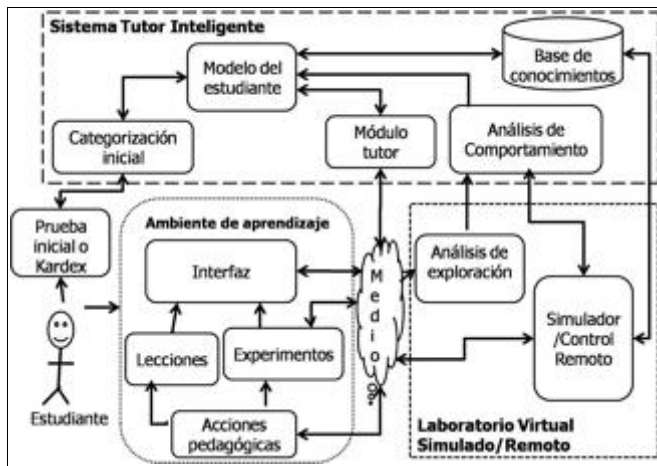 Sistema Tutor Inteligente
Modelo del
estudiante
Base de
conocimientos
Categorización
inicial
Módulo
tutor
Análisis de
Comportamiento
Prueba
inicial o
Kardex
Estudiante
Ambiente de aprendizaje
Interfaz
Lecciones
Experimentos
Acciones
pedagógicas
Medio
Análisis de
exploración
Simulador
/Control
Remoto
Laboratorio Virtual
Simulado/Remoto